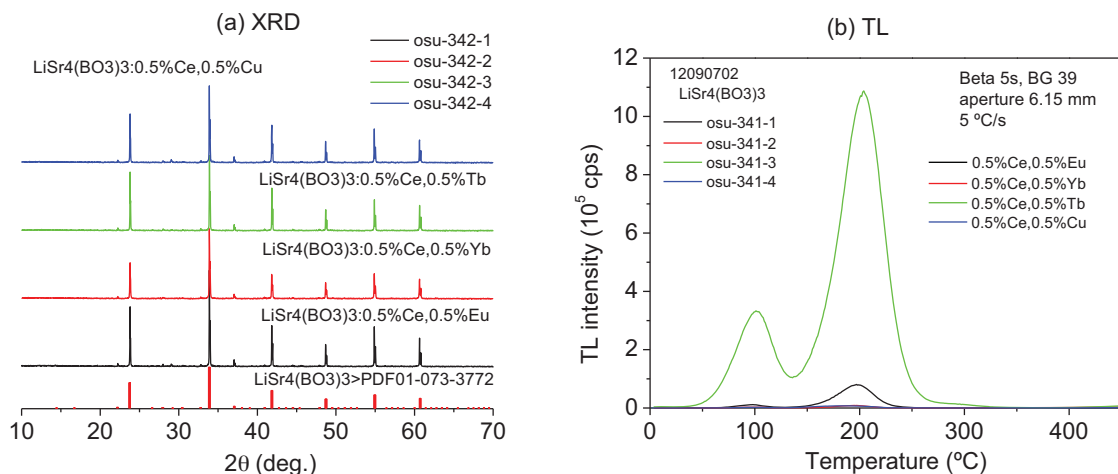 (a) XRD
osu-342-1
osu-342-2
osu-342-3
osu-342-4
LiSr4(BO3)3:0.5%Ce,0.5%Cu
LiSr4(BO3)3:0.5%Ce,0.5%Tb
LiSr4(BO3)3:0.5%Ce,0.5%Yb
LiSr4(BO3)3:0.5%Ce,0.5%Eu
LiSr4(BO3)3>PDF01-073-3772
10 20 30 40 50 60 70
2θ (deg.)
(b) TL
12
10
8
6
4
2
0
TL intensity (10⁵ cps)
12090702
LiSr4(BO3)3
osu-341-1
osu-341-2
osu-341-3
osu-341-4
Beta 5s, BG 39
aperture 6.15 mm
5 ºC/s
0.5%Ce,0.5%Eu
0.5%Ce,0.5%Yb
0.5%Ce,0.5%Tb
0.5%Ce,0.5%Cu
0 100 200 300 400
Temperature (ºC)